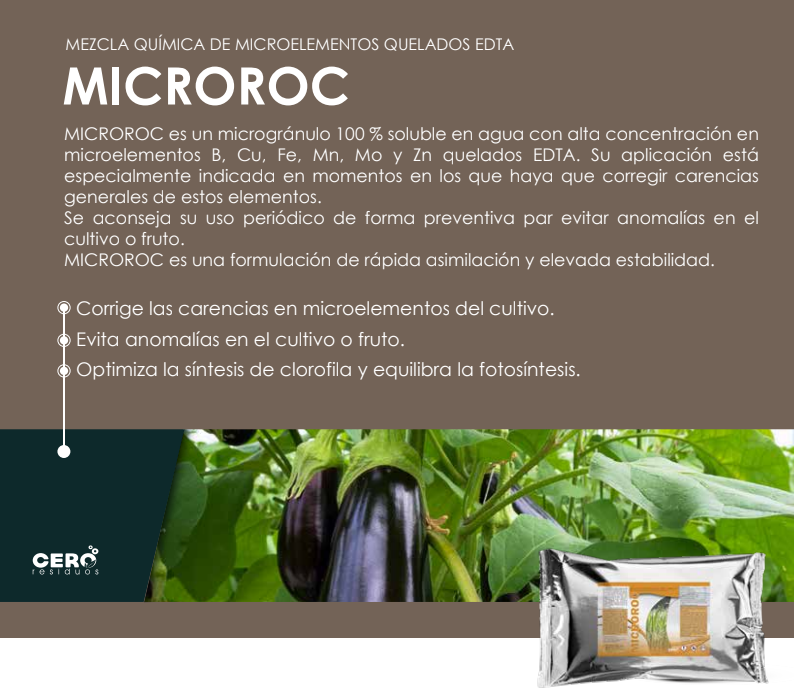 MEZCLA QUÍMICA DE MICROELEMENTOS QUELADOS EDTA
MICROROC
MICROROC es un microgránulo 100 % soluble en agua con alta concentración en
microelementos B, Cu, Fe, Mn, Mo y Zn quelados EDTA. Su aplicación está
especialmente indicada en momentos en los que haya que corregir carencias
generales de estos elementos.
Se aconseja su uso periódico de forma preventiva par evitar anomalías en el
cultivo o fruto.
MICROROC es una formulación de rápida asimilación y elevada estabilidad.
Corrige las carencias en microelementos del cultivo.
Evita anomalías en el cultivo o fruto.
Optimiza la síntesis de clorofila y equilibra la fotosíntesis.
CERO
residuos
MICROROC